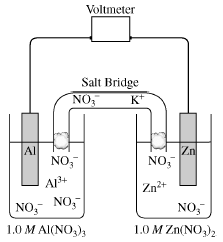 Voltmeter
Salt Bridge
NO₃⁻ K⁺
Al Zn
NO₃⁻ NO₃⁻
Al³⁺ Zn²⁺
NO₃⁻ NO₃⁻ NO₃⁻
1.0 M Al(NO₃)₃ 1.0 M Zn(NO₃)₂